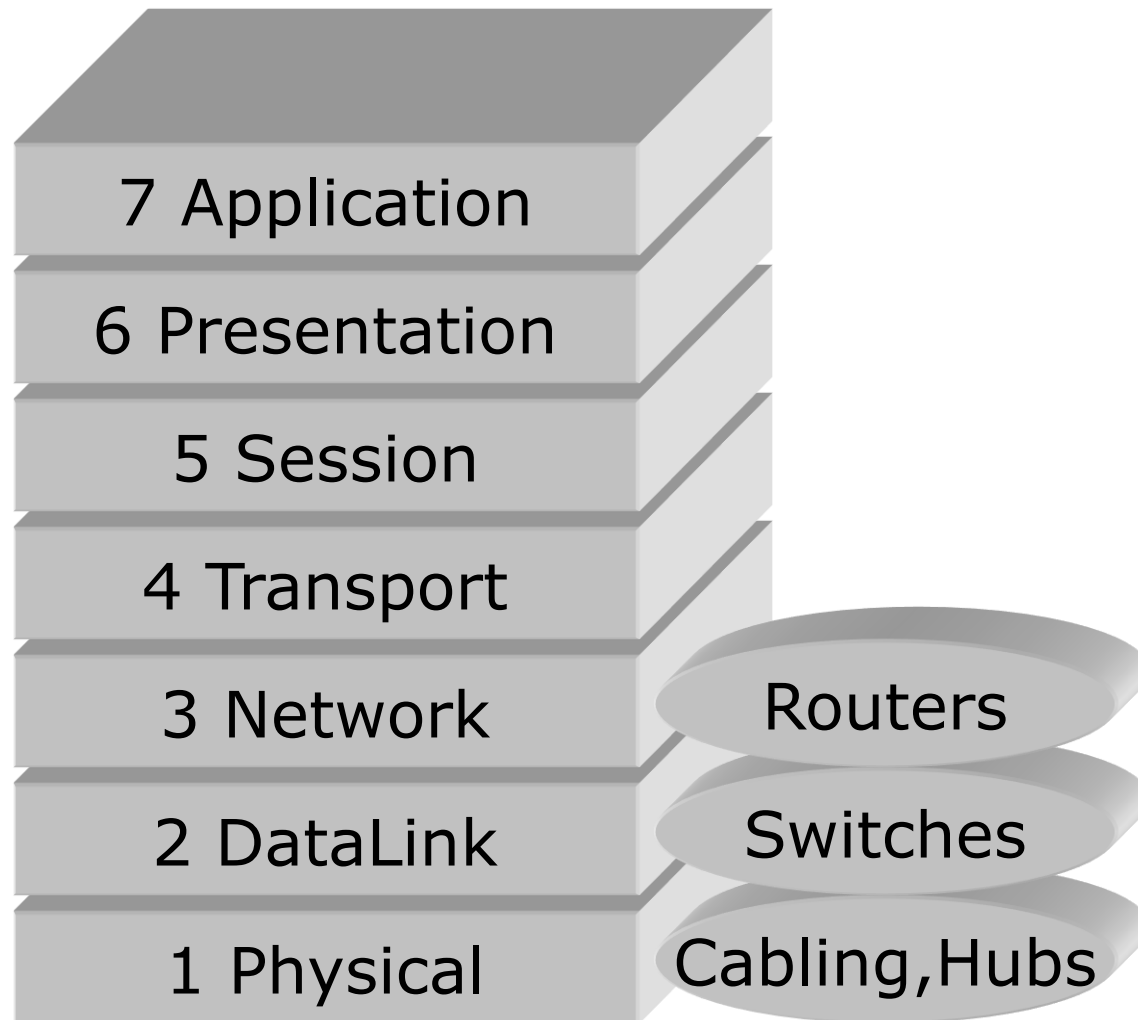 7 Application
6 Presentation
5 Session
4 Transport
3 Network
Routers
2 DataLink
Switches
1 Physical
Cabling,Hubs